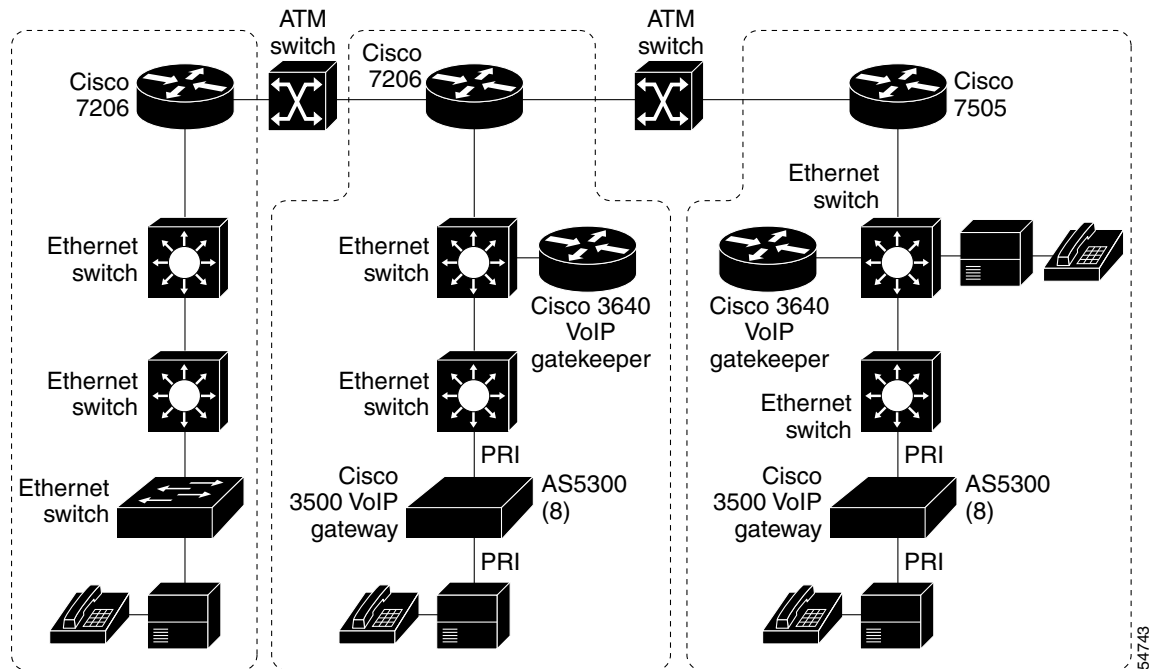 ATM
switch
Cisco
7206
ATM
switch
Cisco
7206
Cisco
7505
Ethernet
switch
Ethernet
switch
Ethernet
switch
Cisco 3640
VoIP
gatekeeper
Cisco 3640
VoIP
gatekeeper
Ethernet
switch
Ethernet
switch
Ethernet
switch
PRI
PRI
Ethernet
switch
Cisco
3500 VoIP
gateway
AS5300
(8)
Cisco
3500 VoIP
gateway
AS5300
(8)
PRI
PRI
54743